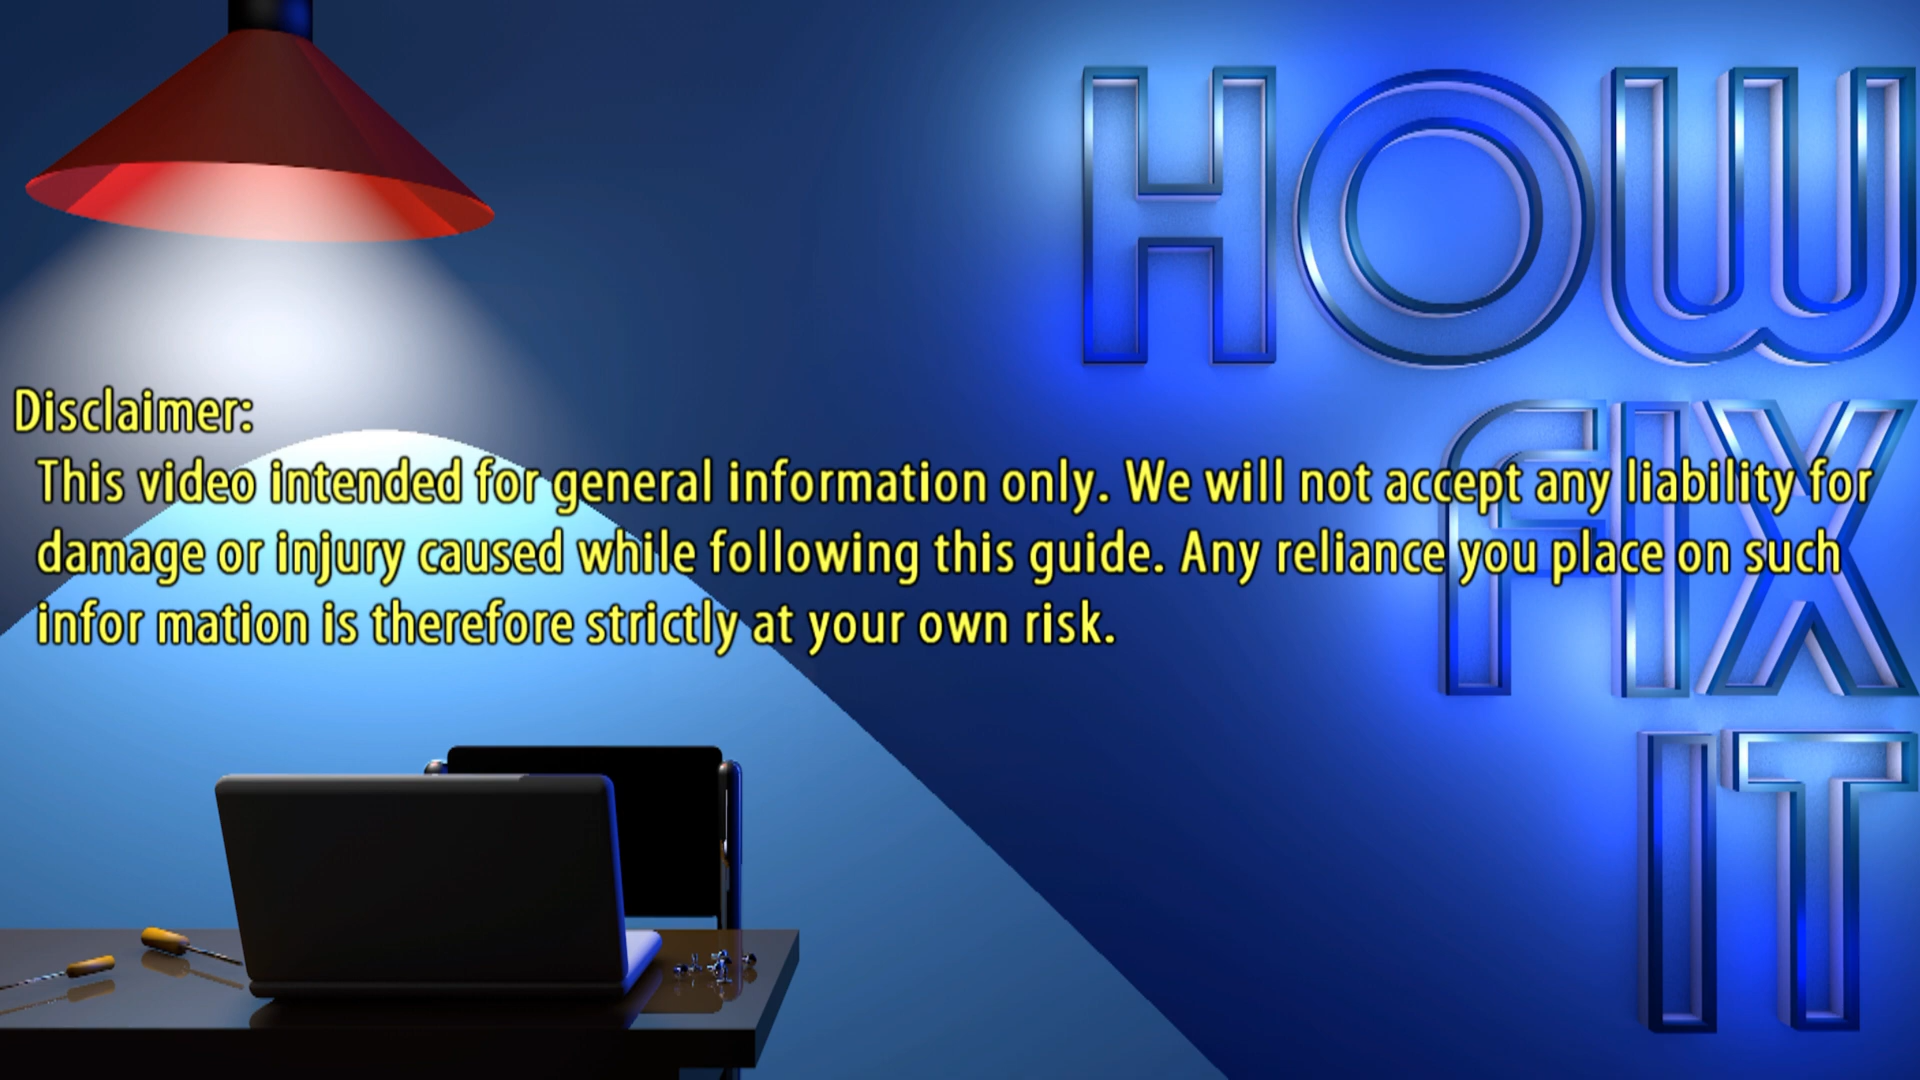 HOW
FIX
IT
Disclaimer:
This video intended for general information only. We will not accept any liability for
damage or injury caused while following this guide. Any reliance you place on such
infor mation is therefore strictly at your own risk.